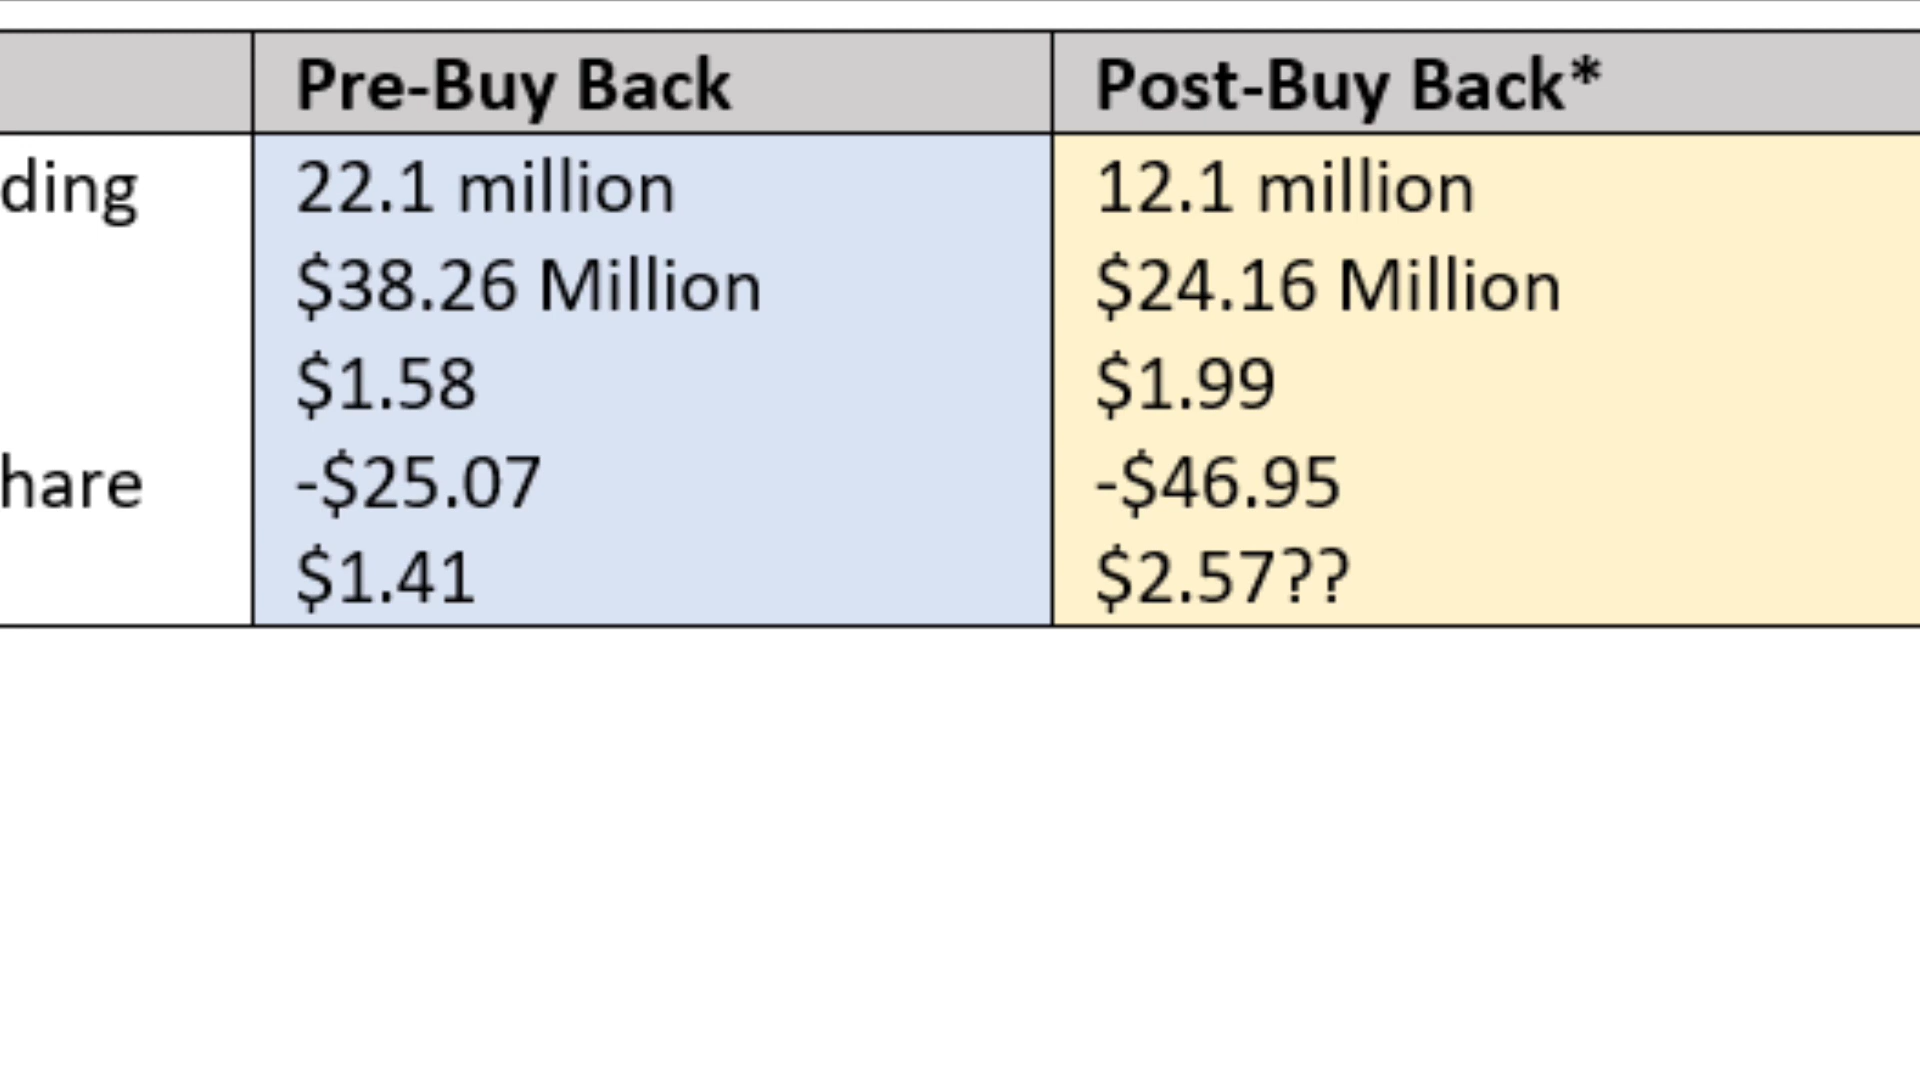 Pre-Buy Back Post-Buy Back*
ding 22.1 million 12.1 million
$38.26 Million $24.16 Million
$1.58 $1.99
hare -$25.07 -$46.95
$1.41 $2.57??